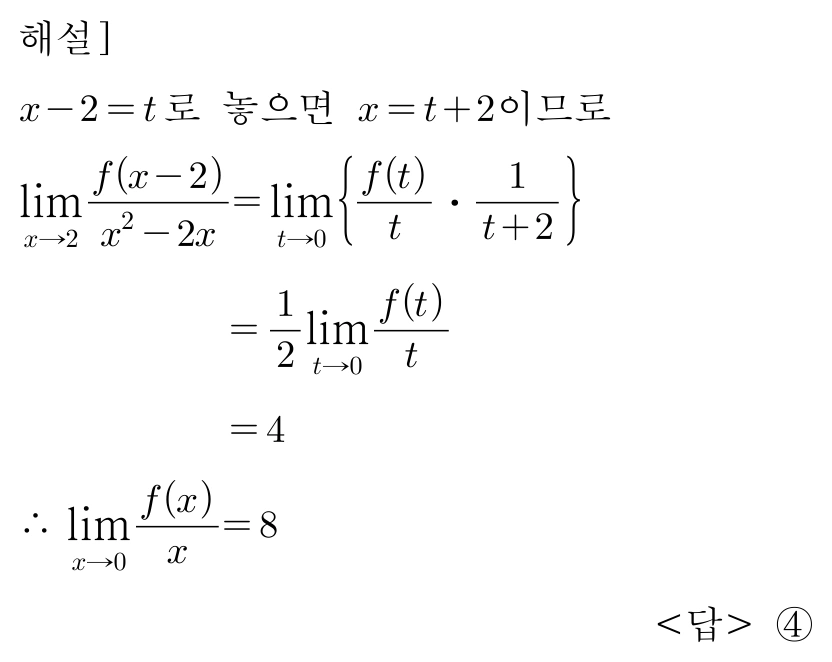 해설]
x-2=t로 놓으면 x=t+2이므로
lim_{x→2} f(x-2)/(x²-2x) = lim_{t→0} { f(t)/t · 1/(t+2) }
= 1/2 lim_{t→0} f(t)/t
= 4
∴ lim_{x→0} f(x)/x = 8
<답> ④